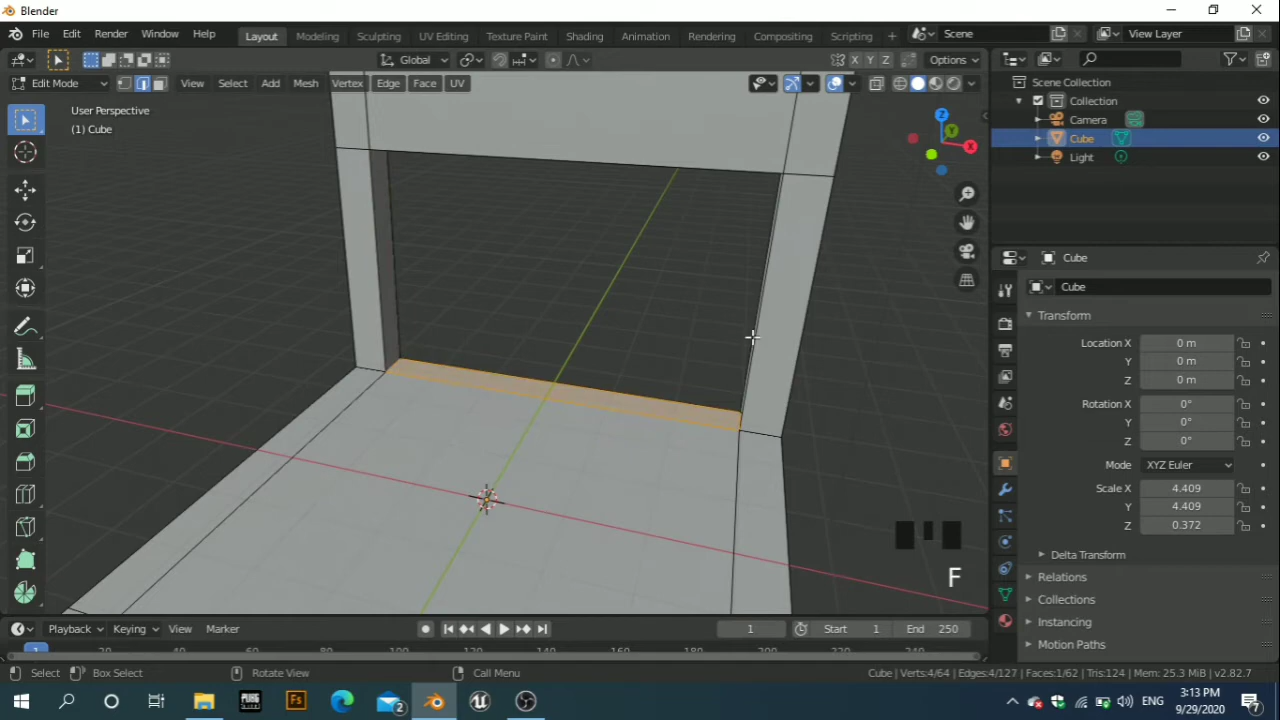 Blender
File Edit Render Window Help Layout Modeling Sculpting UV Editing Texture Paint Shading Animation Rendering Compositing Scripting + Scene View Layer
Global X Y Z Options
Edit Mode View Select Add Mesh Vertex Edge Face UV
User Perspective
(1) Cube
Z
Y
X
Scene Collection
Collection
Camera
Cube
Light
Cube
Cube
Transform
Location X 0 m
Y 0 m
Z 0 m
Rotation X 0°
Y 0°
Z 0°
Mode XYZ Euler
Scale X 4.409
Y 4.409
Z 0.372
Delta Transform
Relations
Collections
Instancing
Motion Paths
F
Playback Keying View Marker 1 Start 1 End 250
Select Box Select Rotate View Call Menu Cube | Verts:4/64 | Edges:4/127 | Faces:1/62 | Tris:124 | Mem: 25.3 MiB | v2.82.7
Fs 2 ENG 3:13 PM
9/29/2020 7